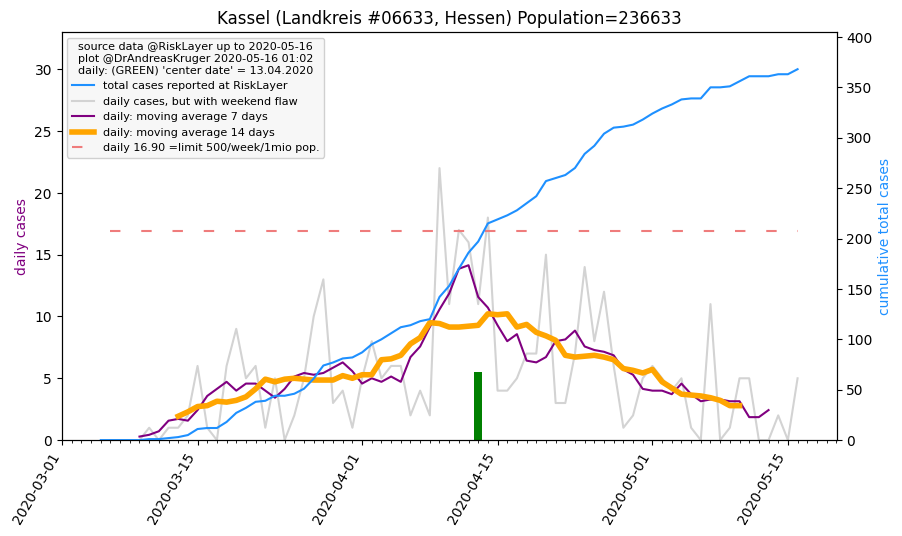 Kassel (Landkreis #06633, Hessen) Population=236633
source data @RiskLayer up to 2020-05-16
plot @DrAndreasKruger 2020-05-16 01:02
daily: (GREEN) 'center date' = 13.04.2020
total cases reported at RiskLayer
daily cases, but with weekend flaw
daily: moving average 7 days
daily: moving average 14 days
daily 16.90 =limit 500/week/1mio pop.
daily cases
30
25
20
15
10
5
0
cumulative total cases
400
350
300
250
200
150
100
50
0
2020-03-01
2020-03-15
2020-04-01
2020-04-15
2020-05-01
2020-05-15